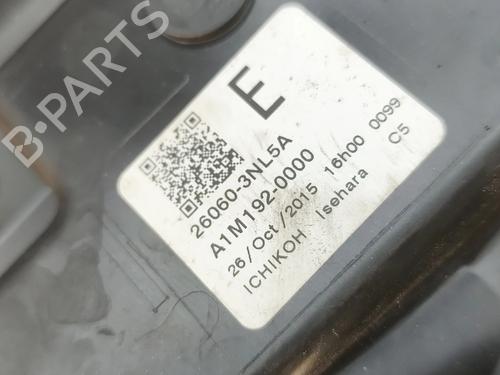 B-PARTS
E
26060-3NL5A
A1M192-0000
26/Oct/2015 16h00 0099
ICHIKOH Isehara C5